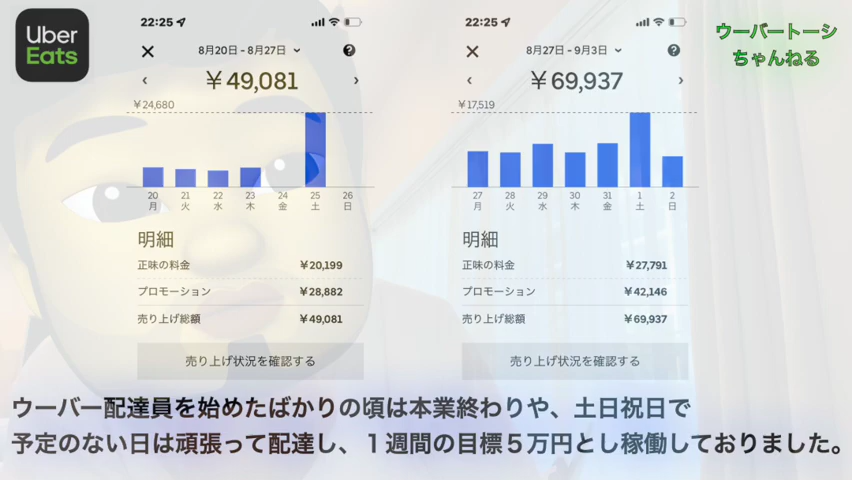 Uber
Eats
22:25
8月20日 - 8月27日
?
¥49,081
¥24,680
20 21 22 23 24 25 26
月 火 水 木 金 土 日
明細
正味の料金 ¥20,199
プロモーション ¥28,882
売り上げ総額 ¥49,081
売り上げ状況を確認する
22:25
8月27日 - 9月3日
?
¥69,937
¥17,519
27 28 29 30 31 1 2
月 火 水 木 金 土 日
明細
正味の料金 ¥27,791
プロモーション ¥42,146
売り上げ総額 ¥69,937
売り上げ状況を確認する
ウーバートーシ
ちゃんねる
ウーバー配達員を始めたばかりの頃は本業終わりや、土日祝日で
予定のない日は頑張って配達し、１週間の目標５万円とし稼働しておりました。